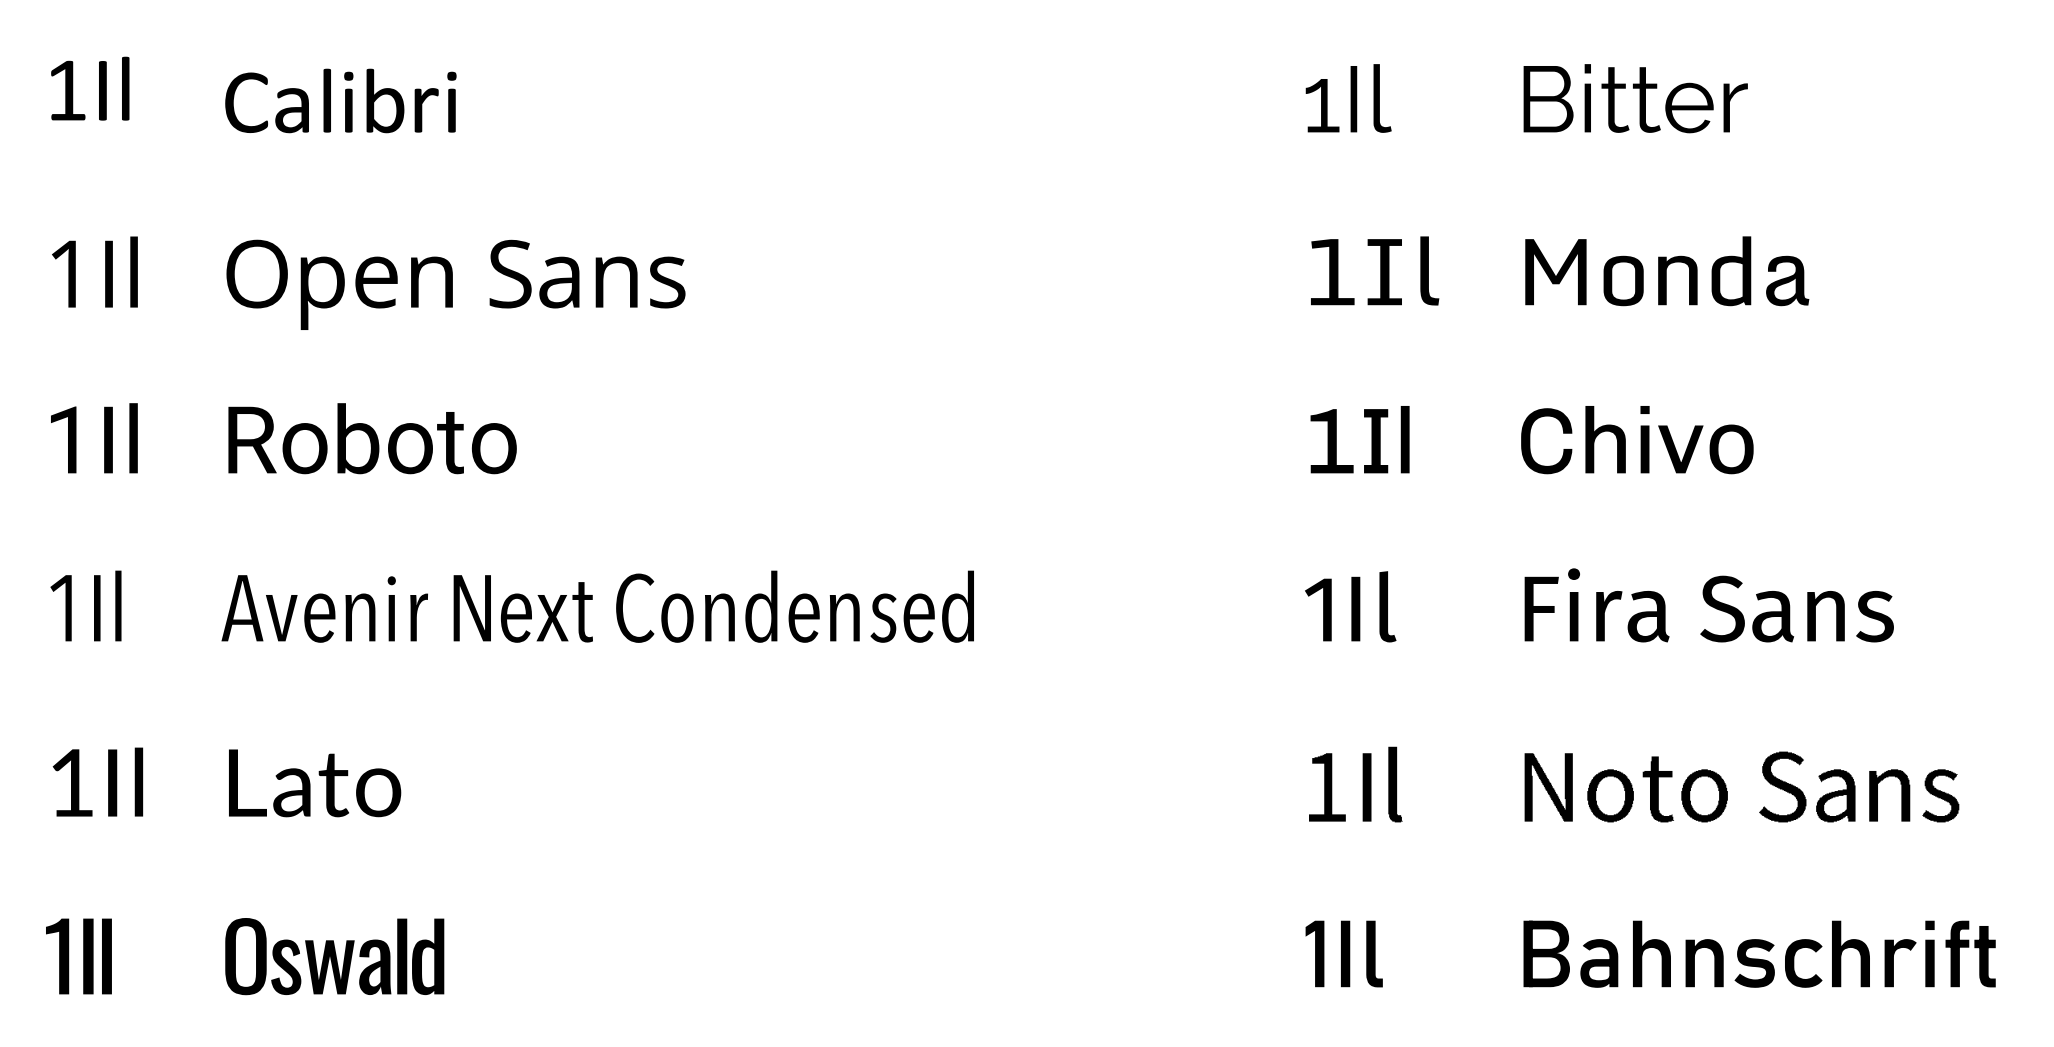 1Il Calibri
1Il Open Sans
1Il Roboto
1Il Avenir Next Condensed
1Il Lato
1Il Oswald
1Il Bitter
1Il Monda
1Il Chivo
1Il Fira Sans
1Il Noto Sans
1Il Bahnschrift